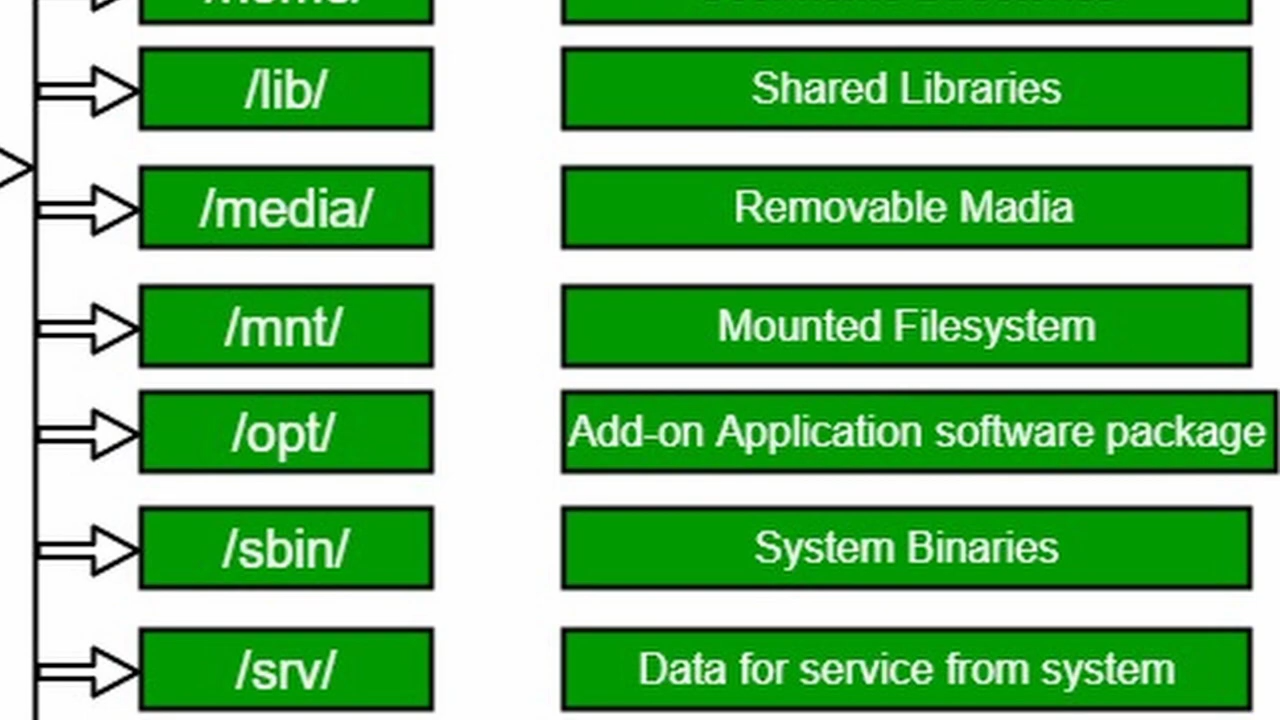 /lib/ Shared Libraries
/media/ Removable Madia
/mnt/ Mounted Filesystem
/opt/ Add-on Application software package
/sbin/ System Binaries
/srv/ Data for service from system